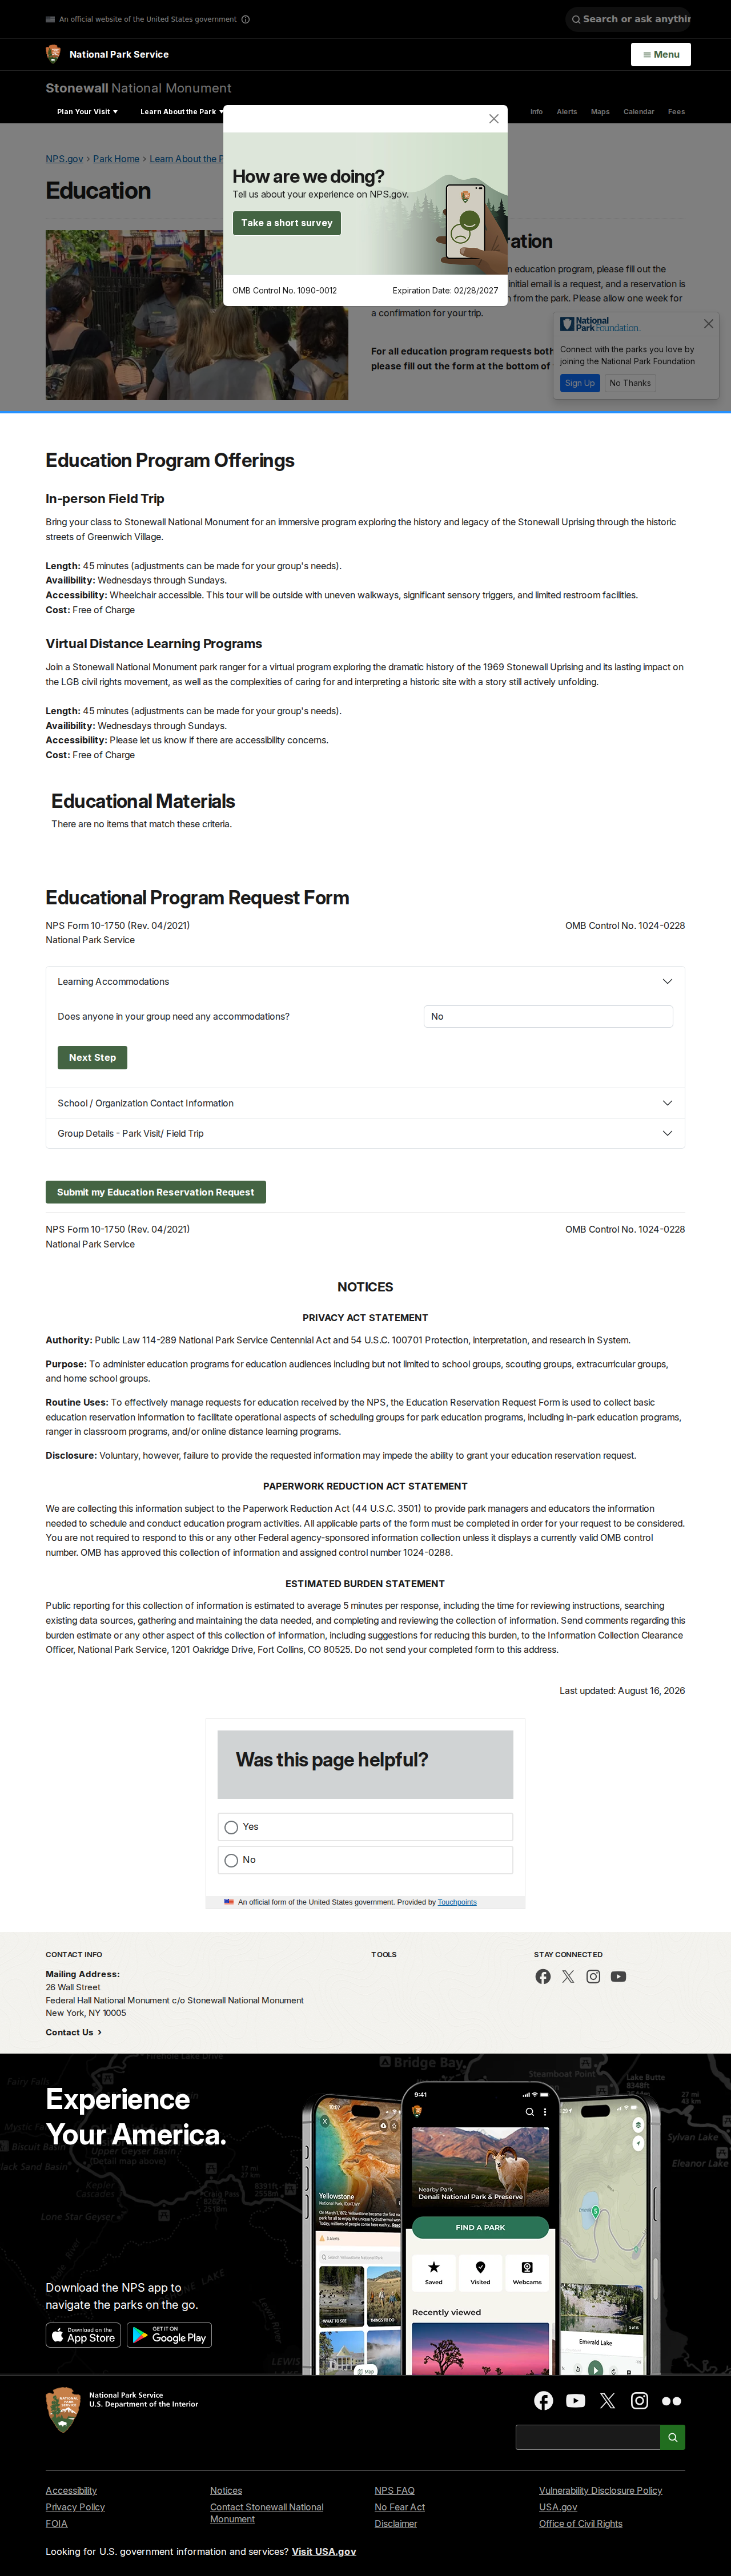 An official website of the United States government
Search or ask anythin
National Park Service
Menu
Stonewall National Monument
Plan Your Visit
Learn About the Park
Info
Alerts
Maps
Calendar
Fees
NPS.gov > Park Home > Learn About the P
Education
How are we doing?
Tell us about your experience on NPS.gov.
Take a short survey
OMB Control No. 1090-0012
Expiration Date: 02/28/2027
ration
n education program, please fill out the
initial email is a request, and a reservation is
from the park. Please allow one week for
a confirmation for your trip.
For all education program requests both
please fill out the form at the bottom of
National
Park Foundation
Connect with the parks you love by
joining the National Park Foundation
Sign Up
No Thanks
Education Program Offerings
In-person Field Trip
Bring your class to Stonewall National Monument for an immersive program exploring the history and legacy of the Stonewall Uprising through the historic
streets of Greenwich Village.
Length: 45 minutes (adjustments can be made for your group's needs).
Availibility: Wednesdays through Sundays.
Accessibility: Wheelchair accessible. This tour will be outside with uneven walkways, significant sensory triggers, and limited restroom facilities.
Cost: Free of Charge
Virtual Distance Learning Programs
Join a Stonewall National Monument park ranger for a virtual program exploring the dramatic history of the 1969 Stonewall Uprising and its lasting impact on
the LGB civil rights movement, as well as the complexities of caring for and interpreting a historic site with a story still actively unfolding.
Length: 45 minutes (adjustments can be made for your group's needs).
Availibility: Wednesdays through Sundays.
Accessibility: Please let us know if there are accessibility concerns.
Cost: Free of Charge
Educational Materials
There are no items that match these criteria.
Educational Program Request Form
NPS Form 10-1750 (Rev. 04/2021)
OMB Control No. 1024-0228
National Park Service
Learning Accommodations
Does anyone in your group need any accommodations?
No
Next Step
School / Organization Contact Information
Group Details - Park Visit/ Field Trip
Submit my Education Reservation Request
NPS Form 10-1750 (Rev. 04/2021)
OMB Control No. 1024-0228
National Park Service
NOTICES
PRIVACY ACT STATEMENT
Authority: Public Law 114-289 National Park Service Centennial Act and 54 U.S.C. 100701 Protection, interpretation, and research in System.
Purpose: To administer education programs for education audiences including but not limited to school groups, scouting groups, extracurricular groups,
and home school groups.
Routine Uses: To effectively manage requests for education received by the NPS, the Education Reservation Request Form is used to collect basic
education reservation information to facilitate operational aspects of scheduling groups for park education programs, including in-park education programs,
ranger in classroom programs, and/or online distance learning programs.
Disclosure: Voluntary, however, failure to provide the requested information may impede the ability to grant your education reservation request.
PAPERWORK REDUCTION ACT STATEMENT
We are collecting this information subject to the Paperwork Reduction Act (44 U.S.C. 3501) to provide park managers and educators the information
needed to schedule and conduct education program activities. All applicable parts of the form must be completed in order for your request to be considered.
You are not required to respond to this or any other Federal agency-sponsored information collection unless it displays a currently valid OMB control
number. OMB has approved this collection of information and assigned control number 1024-0288.
ESTIMATED BURDEN STATEMENT
Public reporting for this collection of information is estimated to average 5 minutes per response, including the time for reviewing instructions, searching
existing data sources, gathering and maintaining the data needed, and completing and reviewing the collection of information. Send comments regarding this
burden estimate or any other aspect of this collection of information, including suggestions for reducing this burden, to the Information Collection Clearance
Officer, National Park Service, 1201 Oakridge Drive, Fort Collins, CO 80525. Do not send your completed form to this address.
Last updated: August 16, 2026
Was this page helpful?
Yes
No
An official form of the United States government. Provided by Touchpoints
CONTACT INFO
TOOLS
STAY CONNECTED
Mailing Address:
26 Wall Street
Federal Hall National Monument c/o Stonewall National Monument
New York, NY 10005
Contact Us
Experience
Your America.
Bridge Bay
Steamboat Point
Lake Butte
Eleanor Lake
Sylvan
Lone Star Geyser
9:41
Nearby Park
Denali National Park & Preserve
FIND A PARK
Saved
Visited
Webcams
Recently viewed
Yellowstone
WHAT TO SEE
THINGS TO DO
Map
Emerald Lake
Download the NPS app to
navigate the parks on the go.
Download on the
App Store
GET IT ON
Google Play
National Park Service
U.S. Department of the Interior
Accessibility
Privacy Policy
FOIA
Notices
Contact Stonewall National
Monument
NPS FAQ
No Fear Act
Disclaimer
Vulnerability Disclosure Policy
USA.gov
Office of Civil Rights
Looking for U.S. government information and services? Visit USA.gov